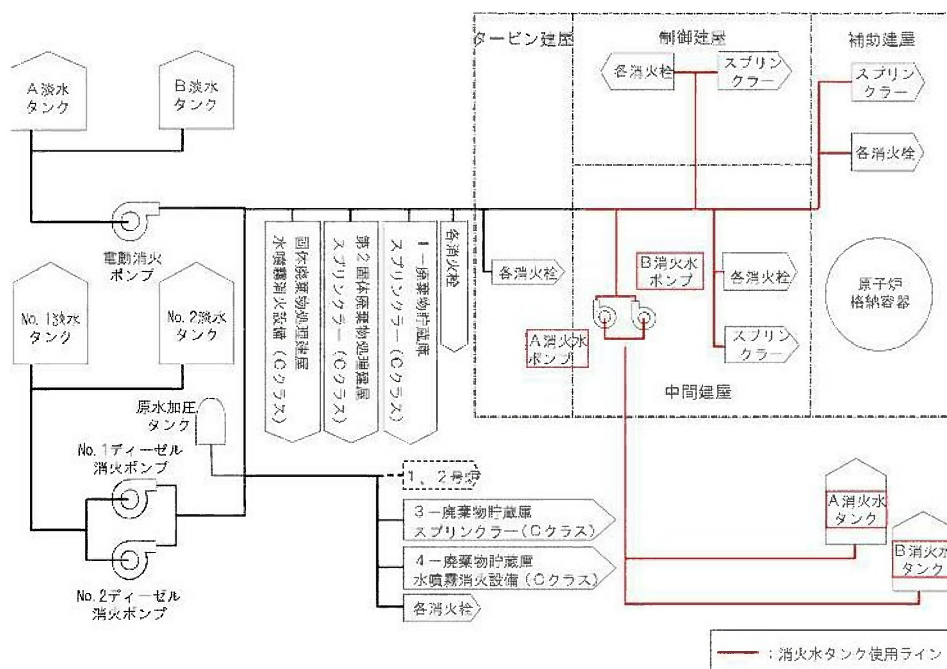 タービン建屋
制御建屋
補助建屋
A淡水
タンク
B淡水
タンク
各消火栓
スプリン
クラー
スプリン
クラー
各消火栓
電動消火
ポンプ
No.1淡水
タンク
No.2淡水
タンク
固体廃棄物処理建屋
水噴霧消火設備(Cクラス)
第2固体廃棄物処理建屋
スプリンクラー(Cクラス)
1-廃棄物貯蔵庫
スプリンクラー(Cクラス)
各消火栓
各消火栓
B消火水
ポンプ
A消火水
ポンプ
各消火栓
スプリン
クラー
原子炉
格納容器
中間建屋
原水加圧
タンク
No.1ディーゼル
消火ポンプ
No.2ディーゼル
消火ポンプ
1、2号
3-廃棄物貯蔵庫
スプリンクラー(Cクラス)
4-廃棄物貯蔵庫
水噴霧消火設備(Cクラス)
各消火栓
A消火水
タンク
B消火水
タンク
:消火水タンク使用ライン